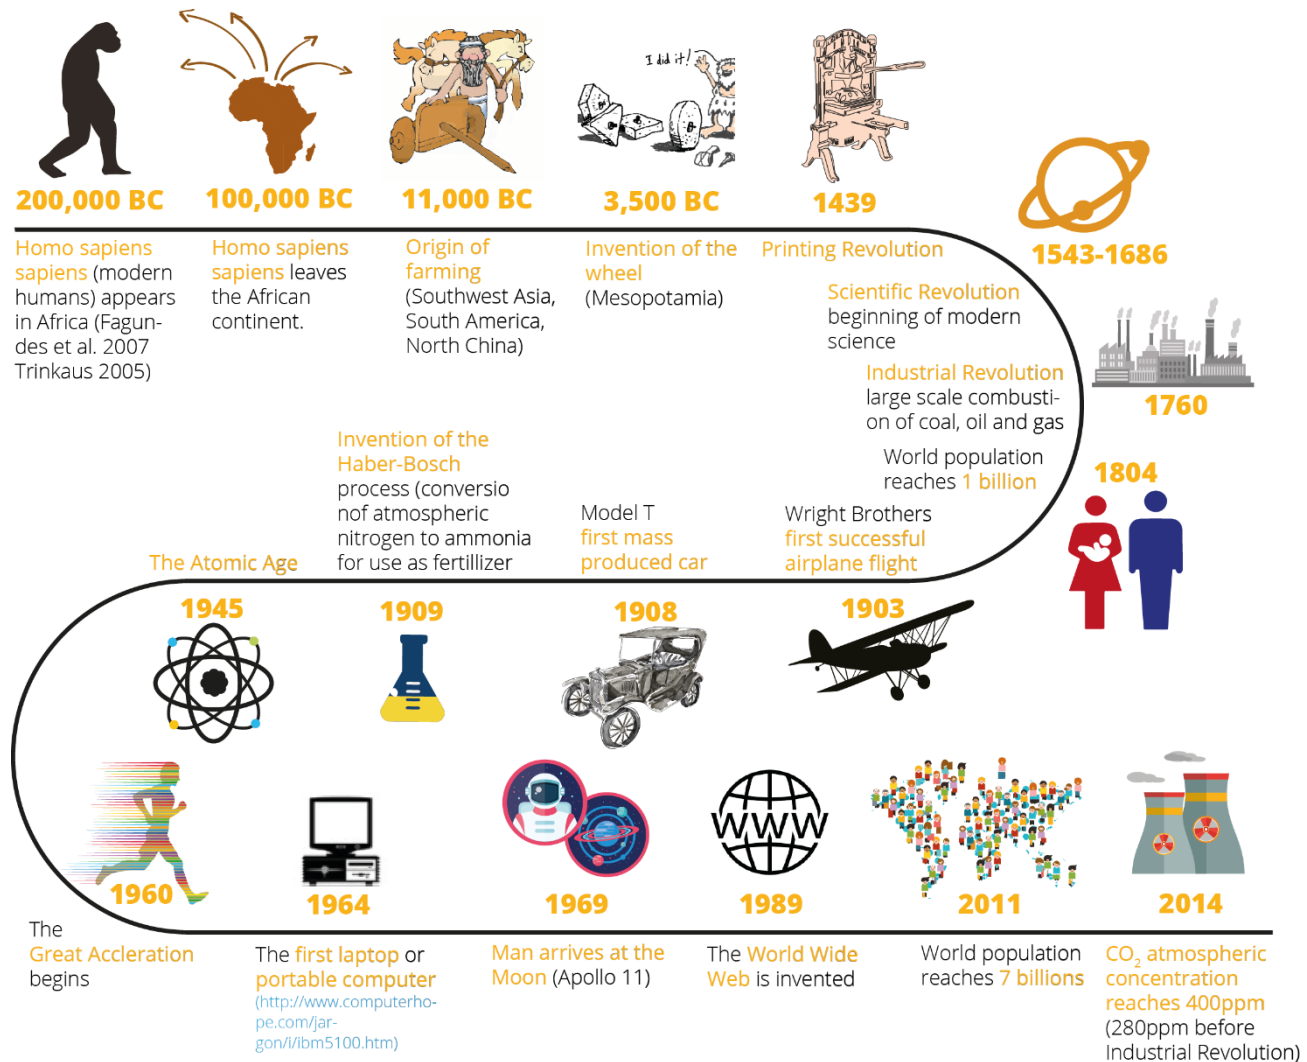 I did it!
200,000 BC
Homo sapiens
sapiens (modern
humans) appears
in Africa (Fagun-
des et al. 2007
Trinkaus 2005)
100,000 BC
Homo sapiens
sapiens leaves
the African
continent.
11,000 BC
Origin of
farming
(Southwest Asia,
South America,
North China)
3,500 BC
Invention of the
wheel
(Mesopotamia)
1439
Printing Revolution
1543-1686
Scientific Revolution
beginning of modern
science
1760
Industrial Revolution
large scale combusti-
on of coal, oil and gas
1804
World population
reaches 1 billion
Wright Brothers
first successful
airplane flight
1903
Model T
first mass
produced car
1908
Invention of the
Haber-Bosch
process (conversio
nof atmospheric
nitrogen to ammonia
for use as fertillizer
1909
The Atomic Age
1945
1960
The
Great Accleration
begins
1964
The first laptop or
portable computer
(http://www.computerho-
pe.com/jar-
gon/i/ibm5100.htm)
1969
Man arrives at the
Moon (Apollo 11)
WWW
1989
The World Wide
Web is invented
2011
World population
reaches 7 billions
2014
CO₂ atmospheric
concentration
reaches 400ppm
(280ppm before
Industrial Revolution)